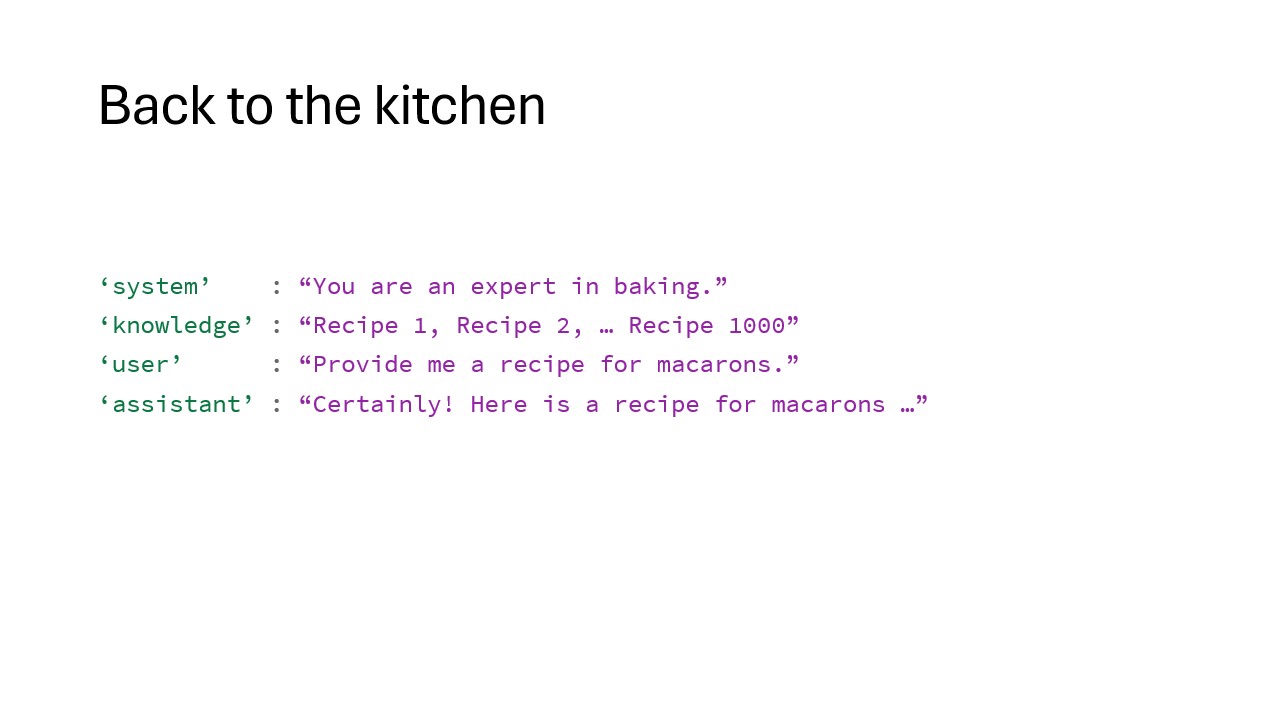 Back to the kitchen
‘system’ : “You are an expert in baking.”
‘knowledge’ : “Recipe 1, Recipe 2, … Recipe 1000”
‘user’ : “Provide me a recipe for macarons.”
‘assistant’ : “Certainly! Here is a recipe for macarons …”